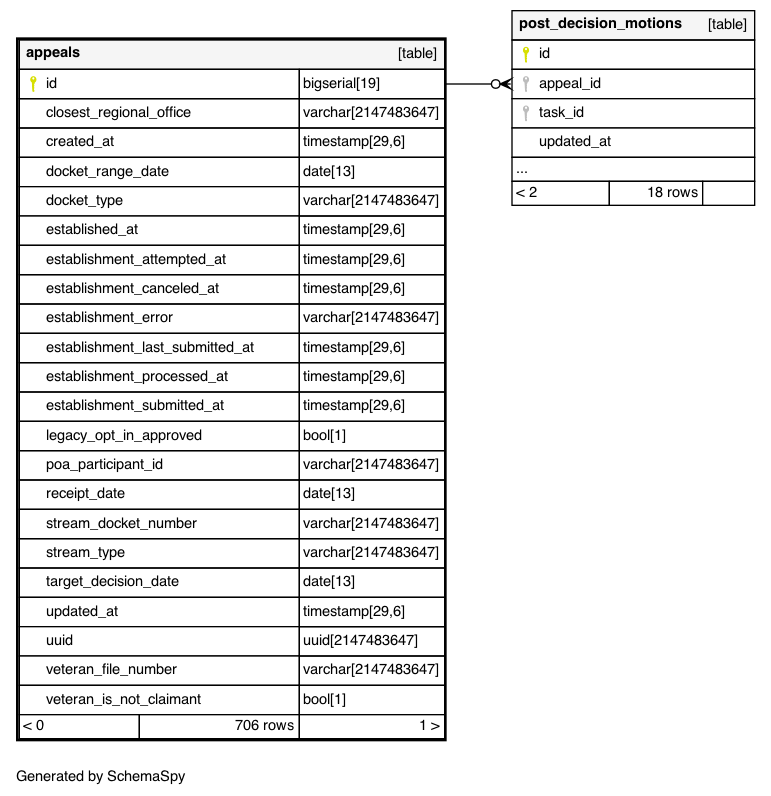 appeals [table]
id bigserial[19]
closest_regional_office varchar[2147483647]
created_at timestamp[29,6]
docket_range_date date[13]
docket_type varchar[2147483647]
established_at timestamp[29,6]
establishment_attempted_at timestamp[29,6]
establishment_canceled_at timestamp[29,6]
establishment_error varchar[2147483647]
establishment_last_submitted_at timestamp[29,6]
establishment_processed_at timestamp[29,6]
establishment_submitted_at timestamp[29,6]
legacy_opt_in_approved bool[1]
poa_participant_id varchar[2147483647]
receipt_date date[13]
stream_docket_number varchar[2147483647]
stream_type varchar[2147483647]
target_decision_date date[13]
updated_at timestamp[29,6]
uuid uuid[2147483647]
veteran_file_number varchar[2147483647]
veteran_is_not_claimant bool[1]
< 0 706 rows 1 >
post_decision_motions [table]
id
appeal_id
task_id
updated_at
...
< 2 18 rows
Generated by SchemaSpy